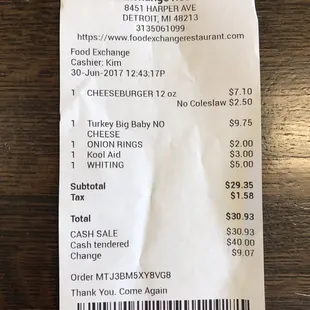 8451 HARPER AVE
DETROIT, MI 48213
3135061099
https://www.foodexchangerestaurant.com
Food Exchange
Cashier: Kim
30-Jun-2017 12:43:17P
1 CHEESEBURGER 12 oz $7.10
No Coleslaw $2.50
1 Turkey Big Baby NO CHEESE $9.75
1 ONION RINGS $2.00
1 Kool Aid $3.00
1 WHITING $5.00
Subtotal $29.35
Tax $1.58
Total $30.93
CASH SALE $30.93
Cash tendered $40.00
Change $9.07
Order MTJ3BM5XY8VG8
Thank You. Come Again